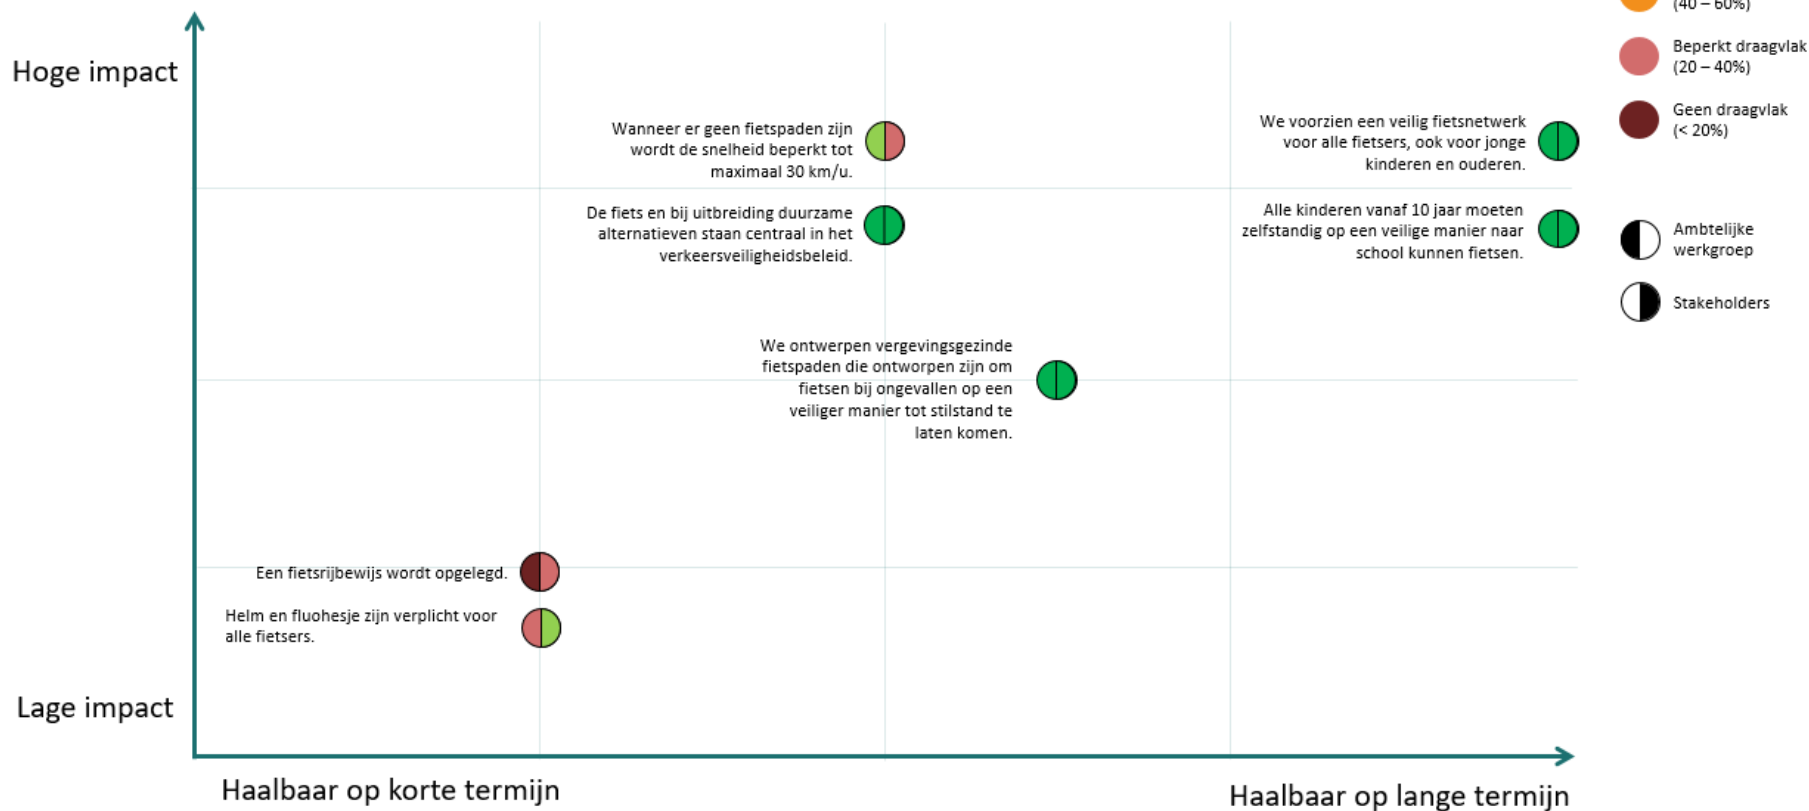 (40 – 60%)
Hoge impact
Beperkt draagvlak
(20 – 40%)
Geen draagvlak
(< 20%)
Wanneer er geen fietspaden zijn
wordt de snelheid beperkt tot
maximaal 30 km/u.
We voorzien een veilig fietsnetwerk
voor alle fietsers, ook voor jonge
kinderen en ouderen.
De fiets en bij uitbreiding duurzame
alternatieven staan centraal in het
verkeersveiligheidsbeleid.
Alle kinderen vanaf 10 jaar moeten
zelfstandig op een veilige manier naar
school kunnen fietsen.
Ambtelijke
werkgroep
Stakeholders
We ontwerpen vergevingsgezinde
fietspaden die ontworpen zijn om
fietsen bij ongevallen op een
veiliger manier tot stilstand te
laten komen.
Een fietsrijbewijs wordt opgelegd.
Helm en fluohesje zijn verplicht voor
alle fietsers.
Lage impact
Haalbaar op korte termijn
Haalbaar op lange termijn